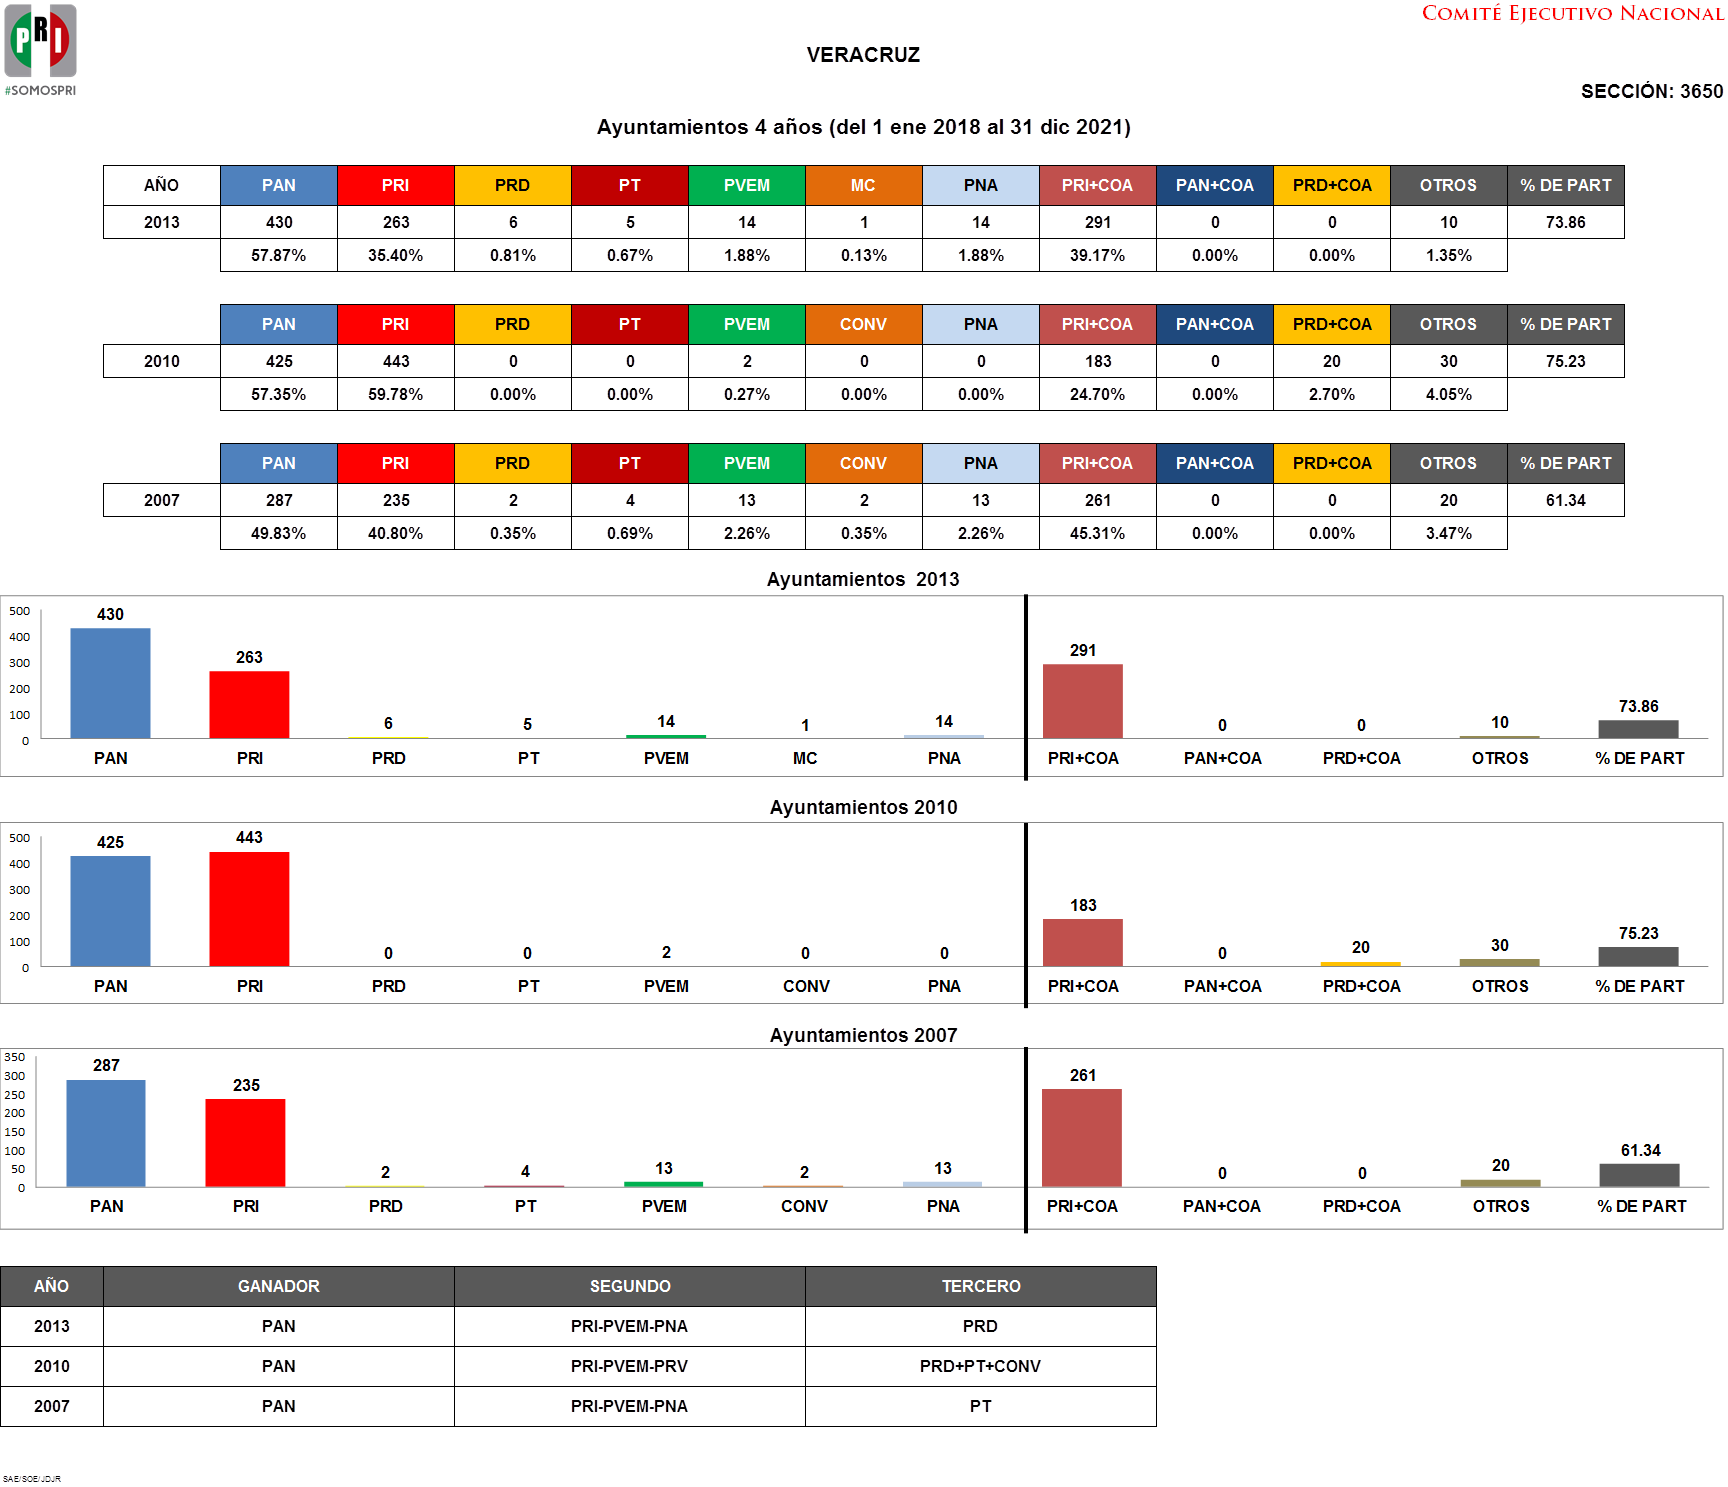 PRI
#SOMOSPRI
COMITÉ EJECUTIVO NACIONAL
VERACRUZ
SECCIÓN: 3650
Ayuntamientos 4 años (del 1 ene 2018 al 31 dic 2021)
AÑO PAN PRI PRD PT PVEM MC PNA PRI+COA PAN+COA PRD+COA OTROS % DE PART
2013 430 263 6 5 14 1 14 291 0 0 10 73.86
57.87% 35.40% 0.81% 0.67% 1.88% 0.13% 1.88% 39.17% 0.00% 0.00% 1.35%
PAN PRI PRD PT PVEM CONV PNA PRI+COA PAN+COA PRD+COA OTROS % DE PART
2010 425 443 0 0 2 0 0 183 0 20 30 75.23
57.35% 59.78% 0.00% 0.00% 0.27% 0.00% 0.00% 24.70% 0.00% 2.70% 4.05%
PAN PRI PRD PT PVEM CONV PNA PRI+COA PAN+COA PRD+COA OTROS % DE PART
2007 287 235 2 4 13 2 13 261 0 0 20 61.34
49.83% 40.80% 0.35% 0.69% 2.26% 0.35% 2.26% 45.31% 0.00% 0.00% 3.47%
Ayuntamientos 2013
500
400
300
200
100
0
430 263 6 5 14 1 14 291 0 0 10 73.86
PAN PRI PRD PT PVEM MC PNA PRI+COA PAN+COA PRD+COA OTROS % DE PART
Ayuntamientos 2010
500
400
300
200
100
0
425 443 0 0 2 0 0 183 0 20 30 75.23
PAN PRI PRD PT PVEM CONV PNA PRI+COA PAN+COA PRD+COA OTROS % DE PART
Ayuntamientos 2007
350
300
250
200
150
100
50
0
287 235 2 4 13 2 13 261 0 0 20 61.34
PAN PRI PRD PT PVEM CONV PNA PRI+COA PAN+COA PRD+COA OTROS % DE PART
AÑO GANADOR SEGUNDO TERCERO
2013 PAN PRI-PVEM-PNA PRD
2010 PAN PRI-PVEM-PRV PRD+PT+CONV
2007 PAN PRI-PVEM-PNA PT
SAE/SOE/JDJR